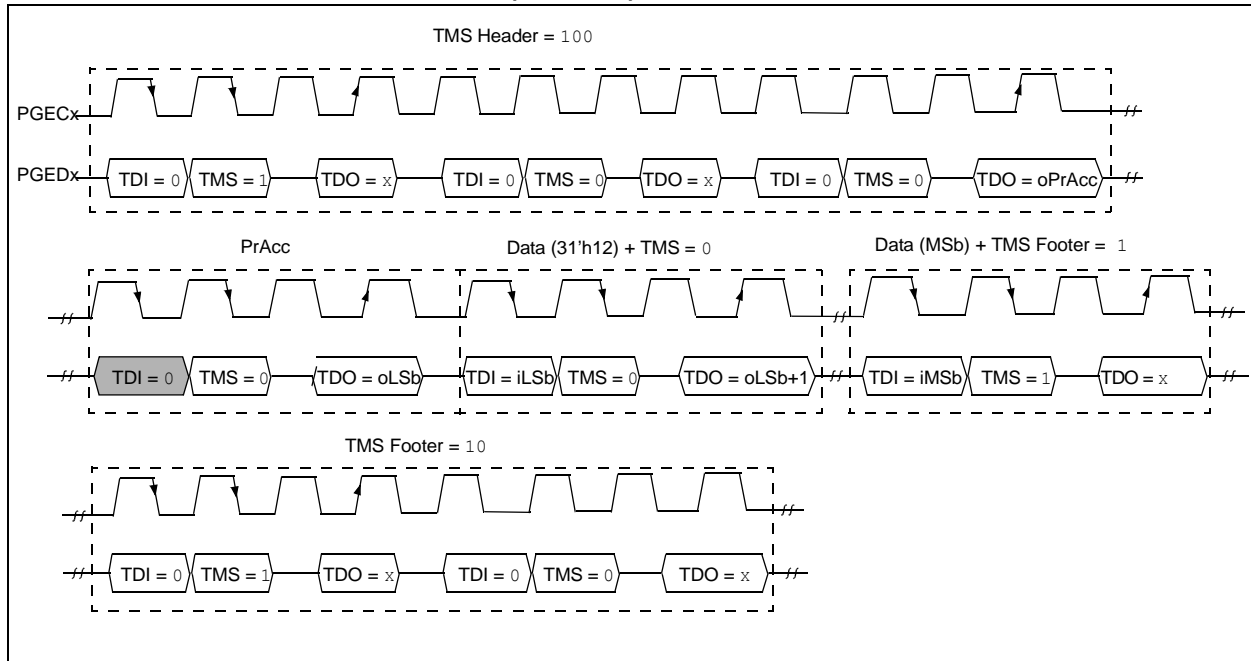 TMS Header = 100
PGECx
PGEDx TDI = 0 TMS = 1 TDO = x TDI = 0 TMS = 0 TDO = x TDI = 0 TMS = 0 TDO = oPrAcc
PrAcc Data (31'h12) + TMS = 0 Data (MSb) + TMS Footer = 1
TDI = 0 TMS = 0 TDO = oLSb TDI = iLSb TMS = 0 TDO = oLSb+1 TDI = iMSb TMS = 1 TDO = x
TMS Footer = 10
TDI = 0 TMS = 1 TDO = x TDI = 0 TMS = 0 TDO = x